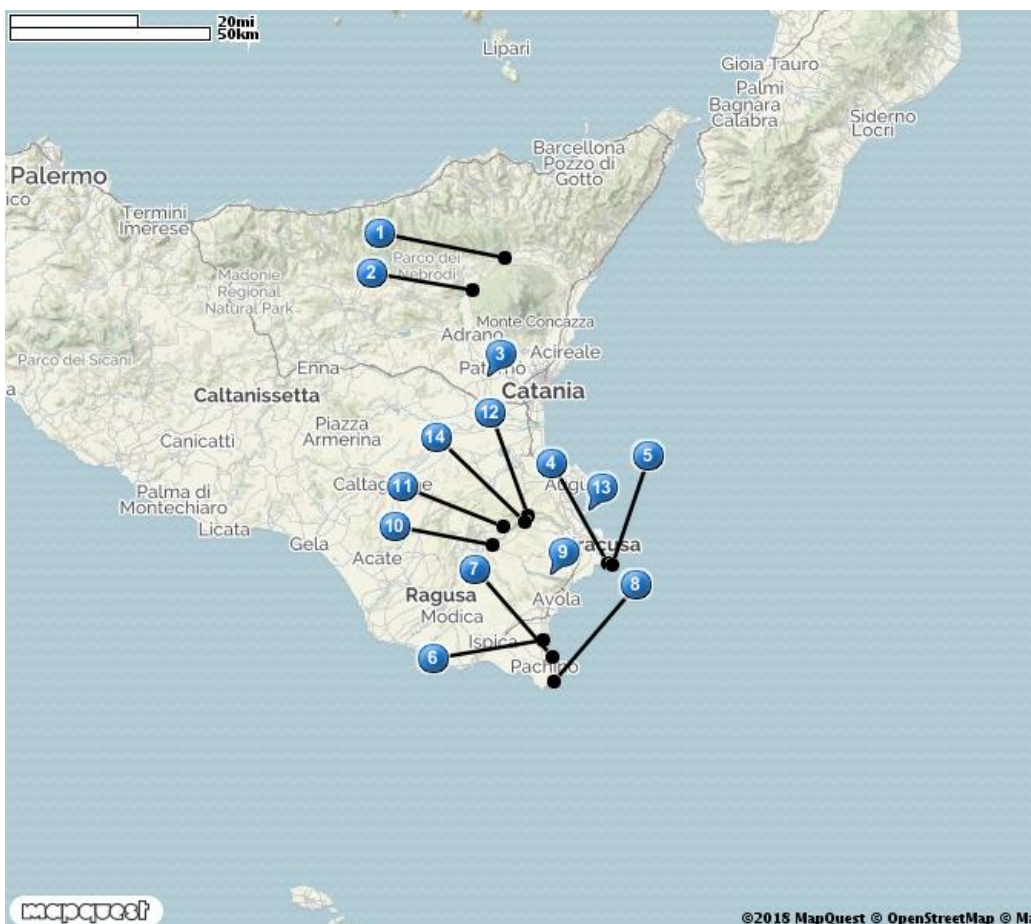 20mi
50km
Lipari
Gioia Tauro
Palmi
Bagnara
Calabra
Siderno
Locri
Barcellona
Pozzo di
Gotto
Palermo
ico
Termini
Imerese
1
Parco dei
Nebrodi
2
Madonie
Regional
Natural Park
Monte Concazza
Adrano
3
Acireale
Parco dei Sicani
Enna
a
Caltanissetta
Catania
12
Piazza
Armerina
14
Canicattì
4
5
11
13
Palma di
Montechiaro
Licata
10
Gela
Acate
9
7
8
Ragusa
Avola
Modica
Ispica
6
Pachino
mapquest
©2018 MapQuest © OpenStreetMap ©